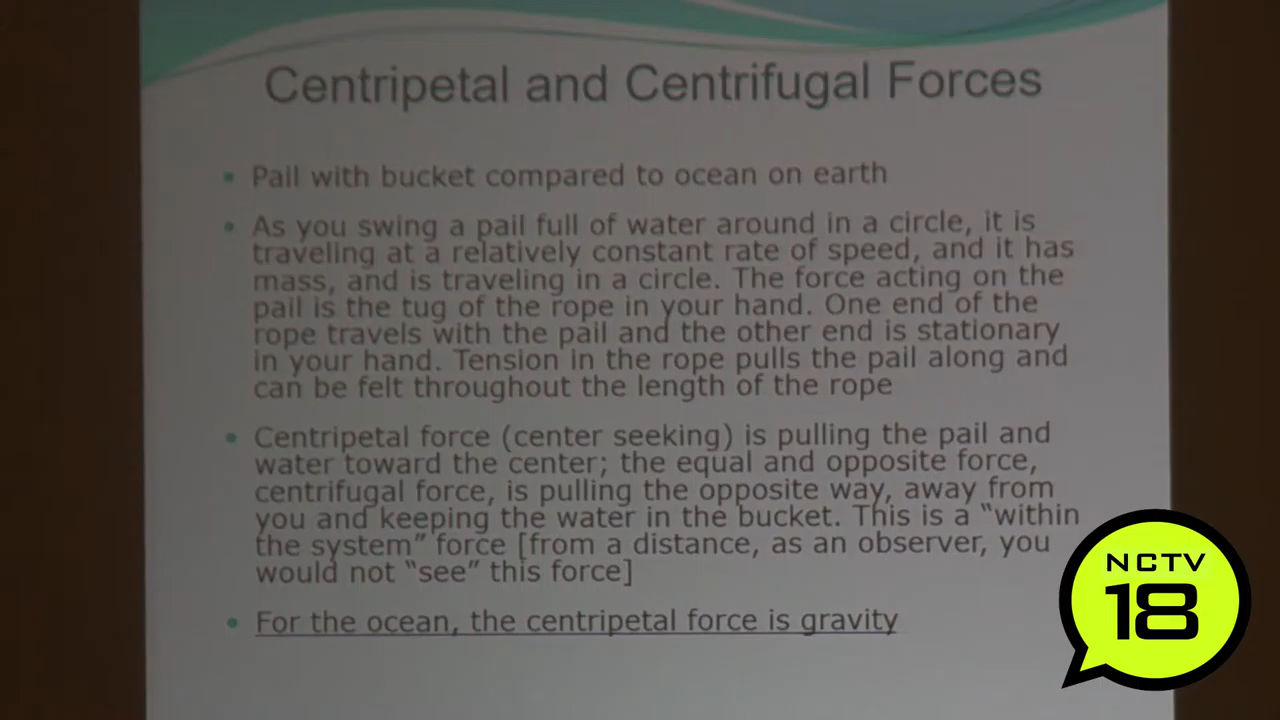 Centripetal and Centrifugal Forces
• Pail with bucket compared to ocean on earth
• As you swing a pail full of water around in a circle, it is
traveling at a relatively constant rate of speed, and it has
mass, and is traveling in a circle. The force acting on the
pail is the tug of the rope in your hand. One end of the
rope travels with the pail and the other end is stationary
in your hand. Tension in the rope pulls the pail along and
can be felt throughout the length of the rope
• Centripetal force (center seeking) is pulling the pail and
water toward the center; the equal and opposite force,
centrifugal force, is pulling the opposite way, away from
you and keeping the water in the bucket. This is a “within
the system” force [from a distance, as an observer, you
would not “see” this force]
• For the ocean, the centripetal force is gravity
NCTV
18